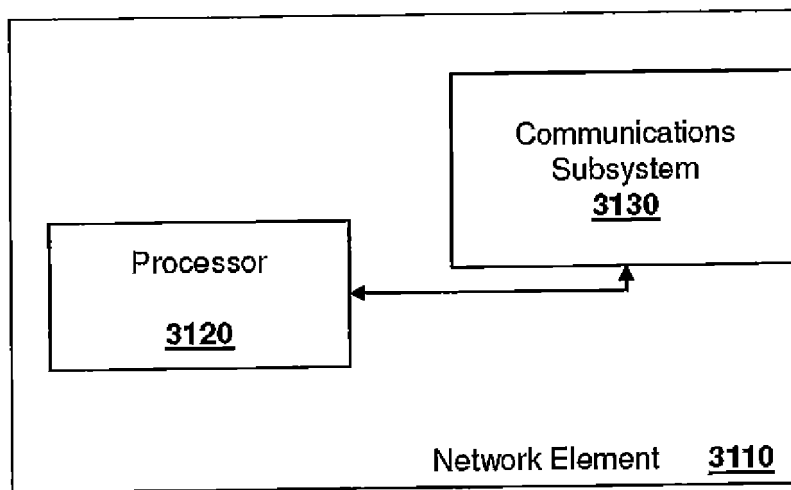 Communications
Subsystem
3130
Processor
3120
Network Element 3110